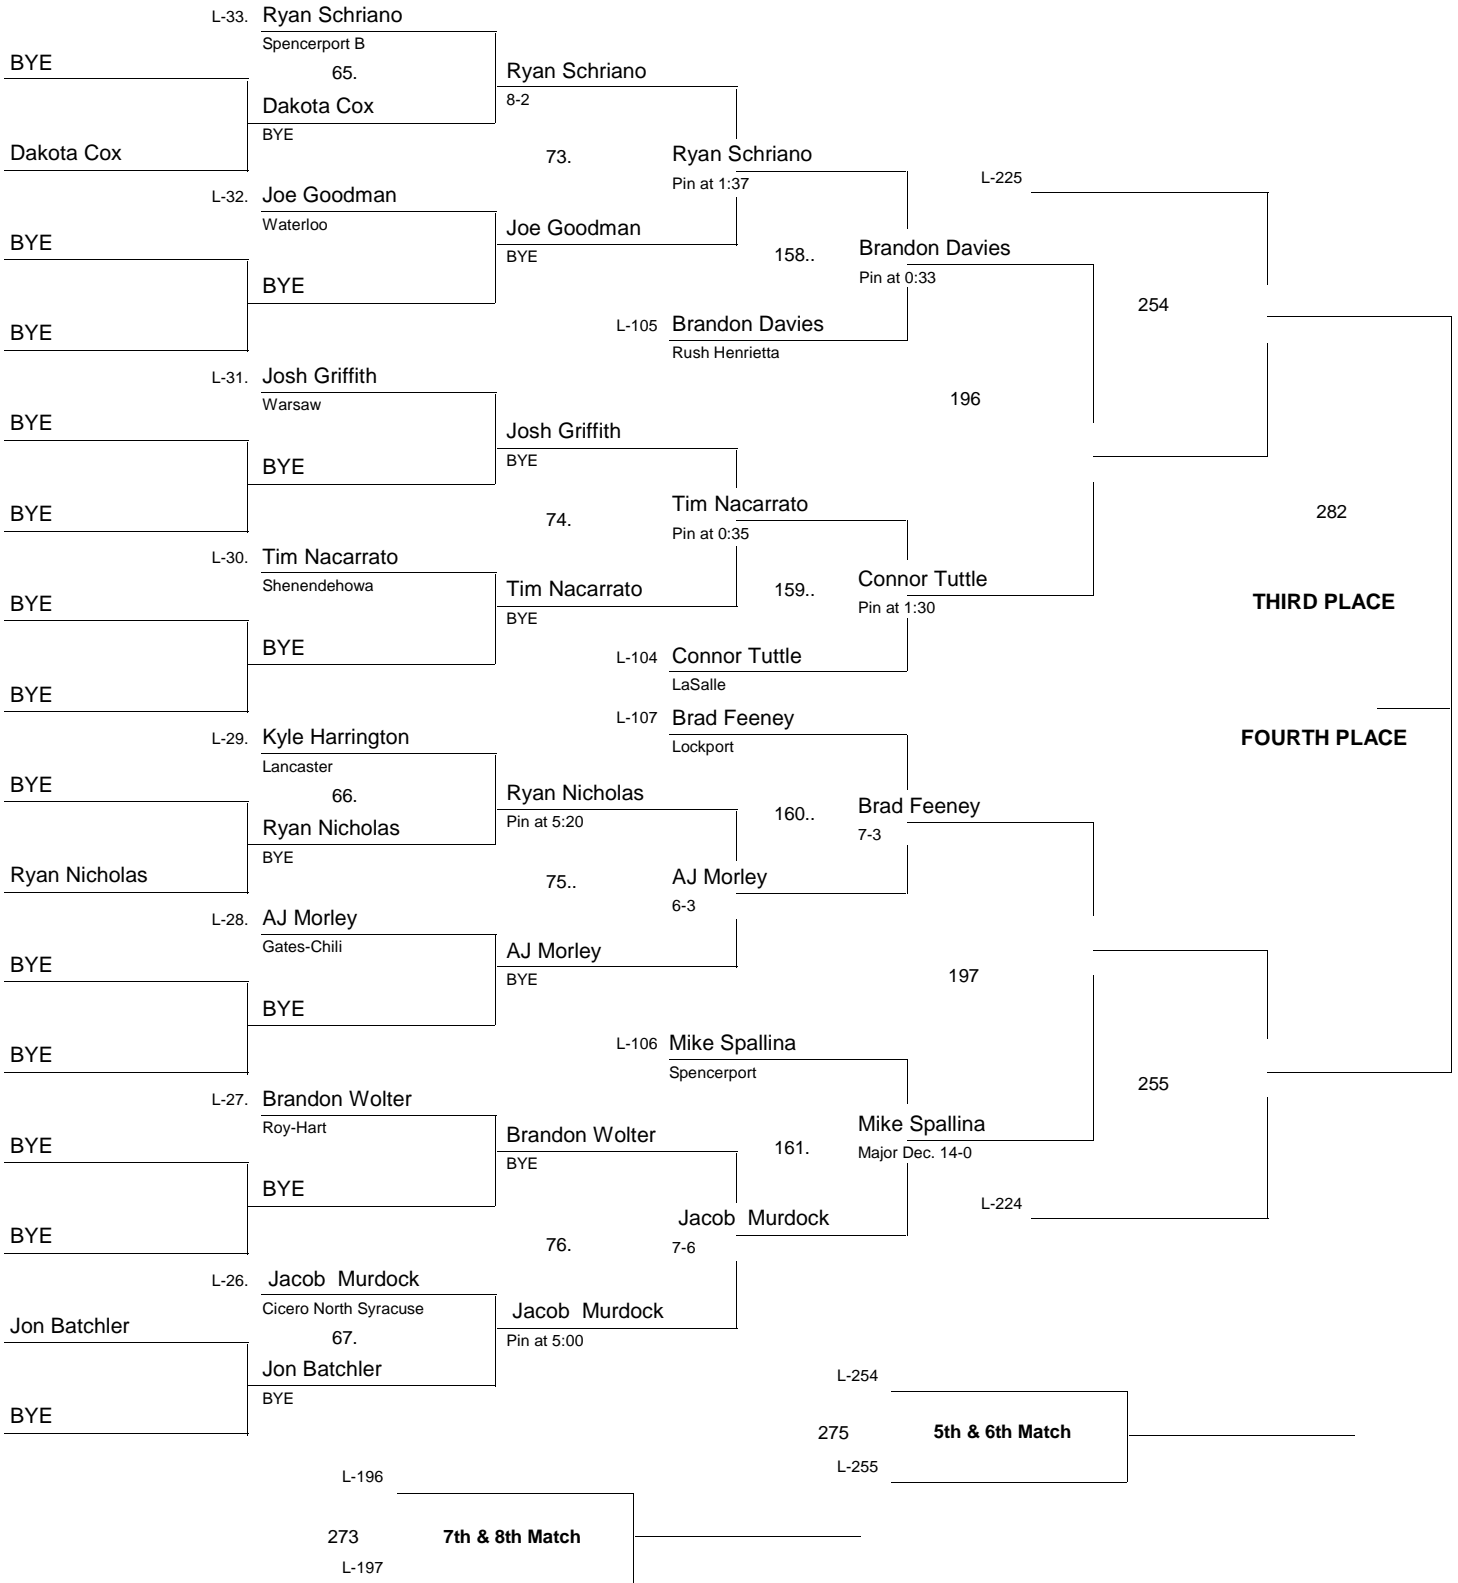 L-33. Ryan Schriano
Spencerport B
BYE
65.
Ryan Schriano
8-2
Dakota Cox
BYE
Dakota Cox
73.
Ryan Schriano
Pin at 1:37
L-225
L-32. Joe Goodman
Waterloo
BYE
Joe Goodman
BYE
158..
Brandon Davies
Pin at 0:33
BYE
254
BYE
L-105 Brandon Davies
Rush Henrietta
L-31. Josh Griffith
Warsaw
196
BYE
Josh Griffith
BYE
BYE
Tim Nacarrato
Pin at 0:35
BYE
74.
282
L-30. Tim Nacarrato
Shenendehowa
Tim Nacarrato
BYE
159..
Connor Tuttle
Pin at 1:30
BYE
THIRD PLACE
BYE
L-104 Connor Tuttle
LaSalle
BYE
L-107 Brad Feeney
Lockport
L-29. Kyle Harrington
Lancaster
FOURTH PLACE
BYE
66.
Ryan Nicholas
Pin at 5:20
160..
Brad Feeney
7-3
Ryan Nicholas
BYE
Ryan Nicholas
75..
AJ Morley
6-3
L-28. AJ Morley
Gates-Chili
BYE
AJ Morley
BYE
197
BYE
BYE
L-106 Mike Spallina
Spencerport
255
L-27. Brandon Wolter
Roy-Hart
BYE
Brandon Wolter
BYE
161.
Mike Spallina
Major Dec. 14-0
BYE
L-224
BYE
Jacob Murdock
7-6
76.
L-26. Jacob Murdock
Cicero North Syracuse
Jon Batchler
67.
Jacob Murdock
Pin at 5:00
Jon Batchler
BYE
BYE
L-254
275 5th & 6th Match
L-255
L-196
273 7th & 8th Match
L-197